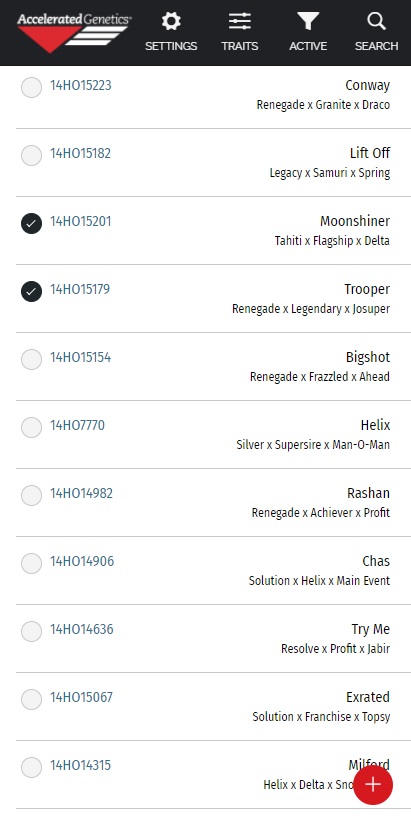 Accelerated Genetics
SETTINGS
TRAITS
ACTIVE
SEARCH
14HO15223
Conway
Renegade x Granite x Draco
14HO15182
Lift Off
Legacy x Samuri x Spring
14HO15201
Moonshiner
Tahiti x Flagship x Delta
14HO15179
Trooper
Renegade x Legendary x Josuper
14HO15154
Bigshot
Renegade x Frazzled x Ahead
14HO7770
Helix
Silver x Supersire x Man-O-Man
14HO14982
Rashan
Renegade x Achiever x Profit
14HO14906
Chas
Solution x Helix x Main Event
14HO14636
Try Me
Resolve x Profit x Jabir
14HO15067
Exrated
Solution x Franchise x Topsy
14HO14315
Milford
Helix x Delta x